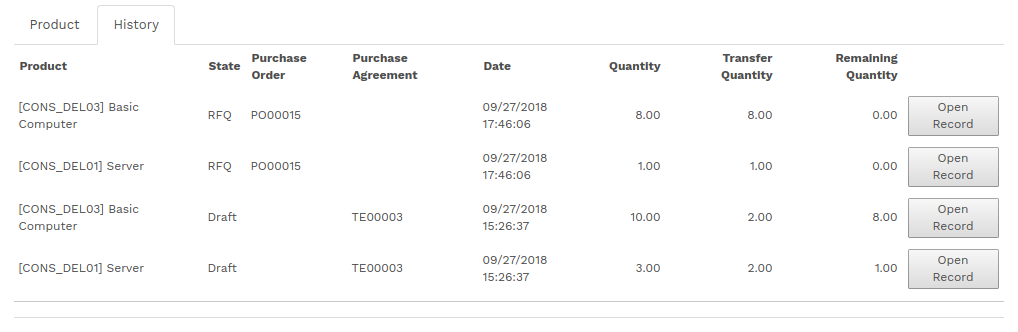 Product History
Product State Purchase Order Purchase Agreement Date Quantity Transfer Quantity Remaining Quantity
[CONS_DEL03] Basic Computer RFQ PO00015 09/27/2018 17:46:06 8.00 8.00 0.00 Open Record
[CONS_DEL01] Server RFQ PO00015 09/27/2018 17:46:06 1.00 1.00 0.00 Open Record
[CONS_DEL03] Basic Computer Draft TE00003 09/27/2018 15:26:37 10.00 2.00 8.00 Open Record
[CONS_DEL01] Server Draft TE00003 09/27/2018 15:26:37 3.00 2.00 1.00 Open Record